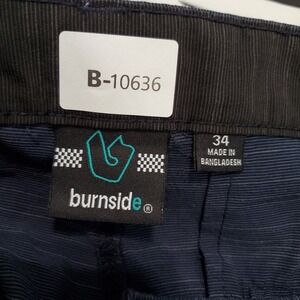 B-10636
burnside®
34
MADE IN
BANGLADESH